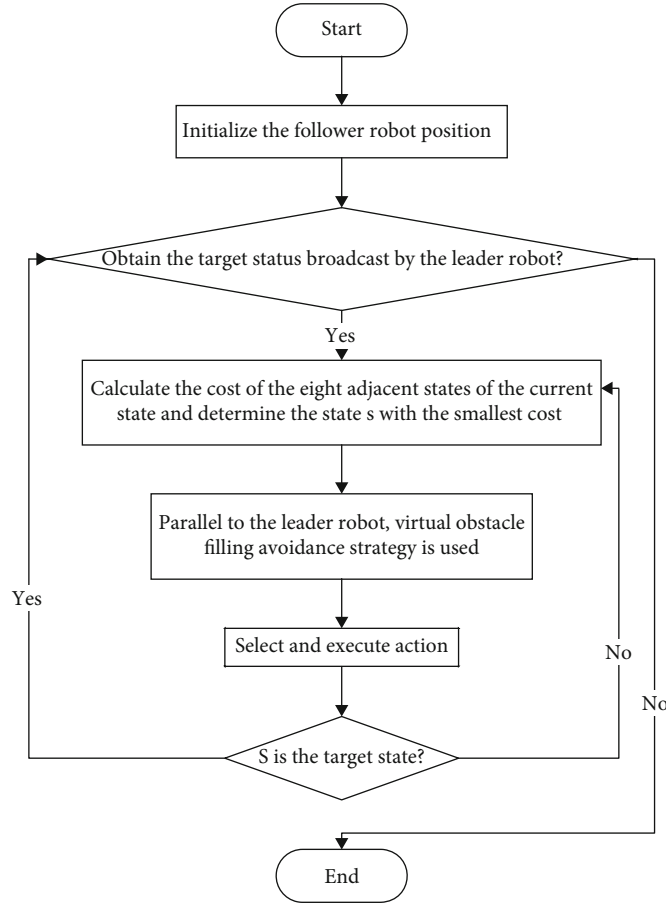 Start
Initialize the follower robot position
Obtain the target status broadcast by the leader robot?
Yes
Calculate the cost of the eight adjacent states of the current
state and determine the state s with the smallest cost
Parallel to the leader robot, virtual obstacle
filling avoidance strategy is used
Yes
Select and execute action
No
No
S is the target state?
End